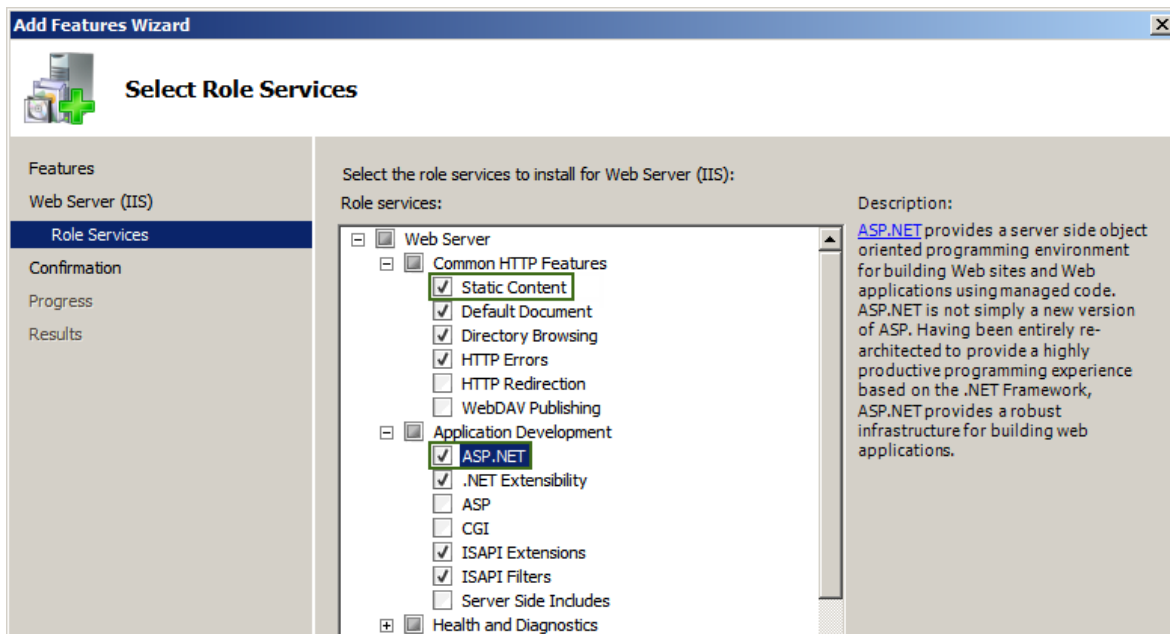 Add Features Wizard
Select Role Services
Features
Web Server (IIS)
Role Services
Confirmation
Progress
Results
Select the role services to install for Web Server (IIS):
Role services:
Web Server
Common HTTP Features
Static Content
Default Document
Directory Browsing
HTTP Errors
HTTP Redirection
WebDAV Publishing
Application Development
ASP.NET
.NET Extensibility
ASP
CGI
ISAPI Extensions
ISAPI Filters
Server Side Includes
Health and Diagnostics
Description:
ASP.NET provides a server side object
oriented programming environment
for building Web sites and Web
applications using managed code.
ASP.NET is not simply a new version
of ASP. Having been entirely re-
architected to provide a highly
productive programming experience
based on the .NET Framework,
ASP.NET provides a robust
infrastructure for building web
applications.